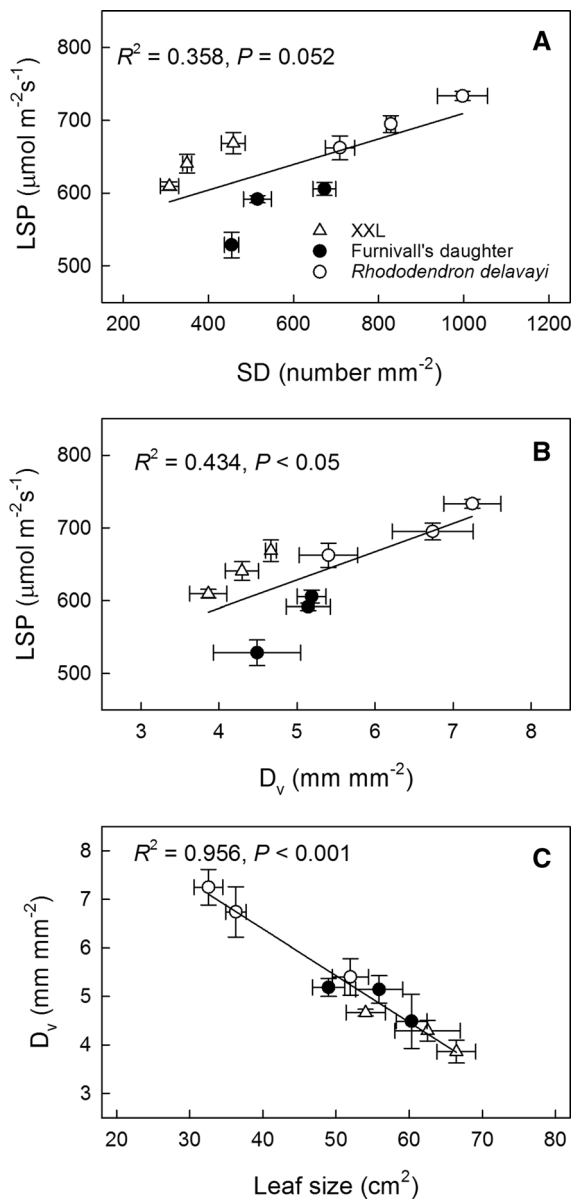 A
R² = 0.358, P = 0.052
800
700
600
500
LSP (μmol m⁻²s⁻¹)
XXL
Furnivall's daughter
Rhododendron delavayi
200 400 600 800 1000 1200
SD (number mm⁻²)
B
R² = 0.434, P < 0.05
800
700
600
500
LSP (μmol m⁻²s⁻¹)
3 4 5 6 7 8
Dᵥ (mm mm⁻²)
C
R² = 0.956, P < 0.001
8
7
6
5
4
3
Dᵥ (mm mm⁻²)
20 30 40 50 60 70 80
Leaf size (cm²)